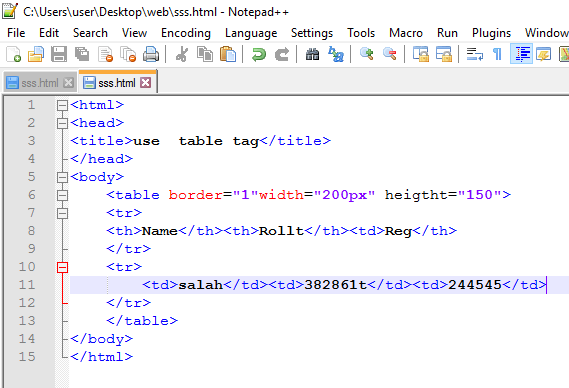 C:\Users\user\Desktop\web\sss.html - Notepad++
File Edit Search View Encoding Language Settings Tools Macro Run Plugins Window
sss.html sss.html
1 <html>
2 <head>
3 <title>use  table tag</title>
4 </head>
5 <body>
6 <table border="1"width="200px" heigtht="150">
7 <tr>
8 <th>Name</th><th>Rollt</th><td>Reg</th>
9 </tr>
10 <tr>
11 <td>salah</td><td>382861t</td><td>244545</td>
12 </tr>
13 </table>
14 </body>
15 </html>